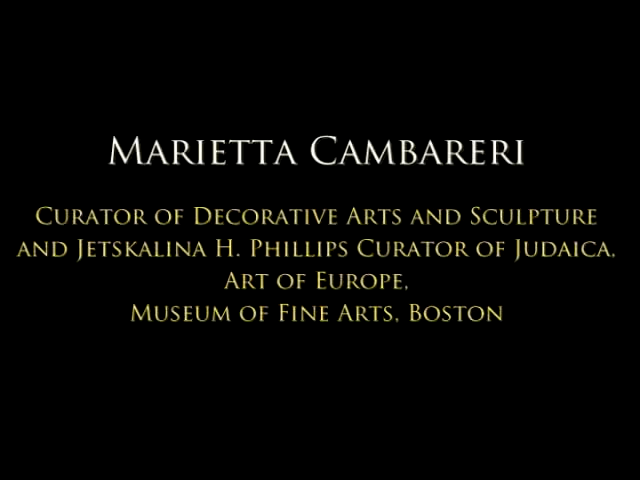 Marietta Cambareri
Curator of Decorative Arts and Sculpture
and Jetskalina H. Phillips Curator of Judaica,
Art of Europe,
Museum of Fine Arts, Boston